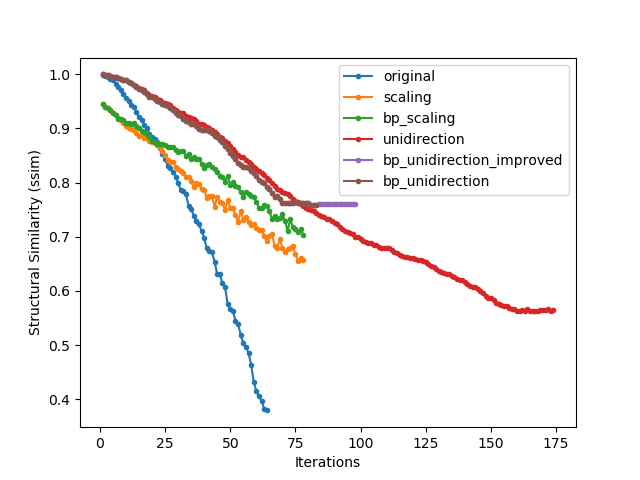 original
scaling
bp_scaling
unidirection
bp_unidirection_improved
bp_unidirection
1.0
0.9
0.8
0.7
0.6
0.5
0.4
Structural Similarity (ssim)
0 25 50 75 100 125 150 175
Iterations